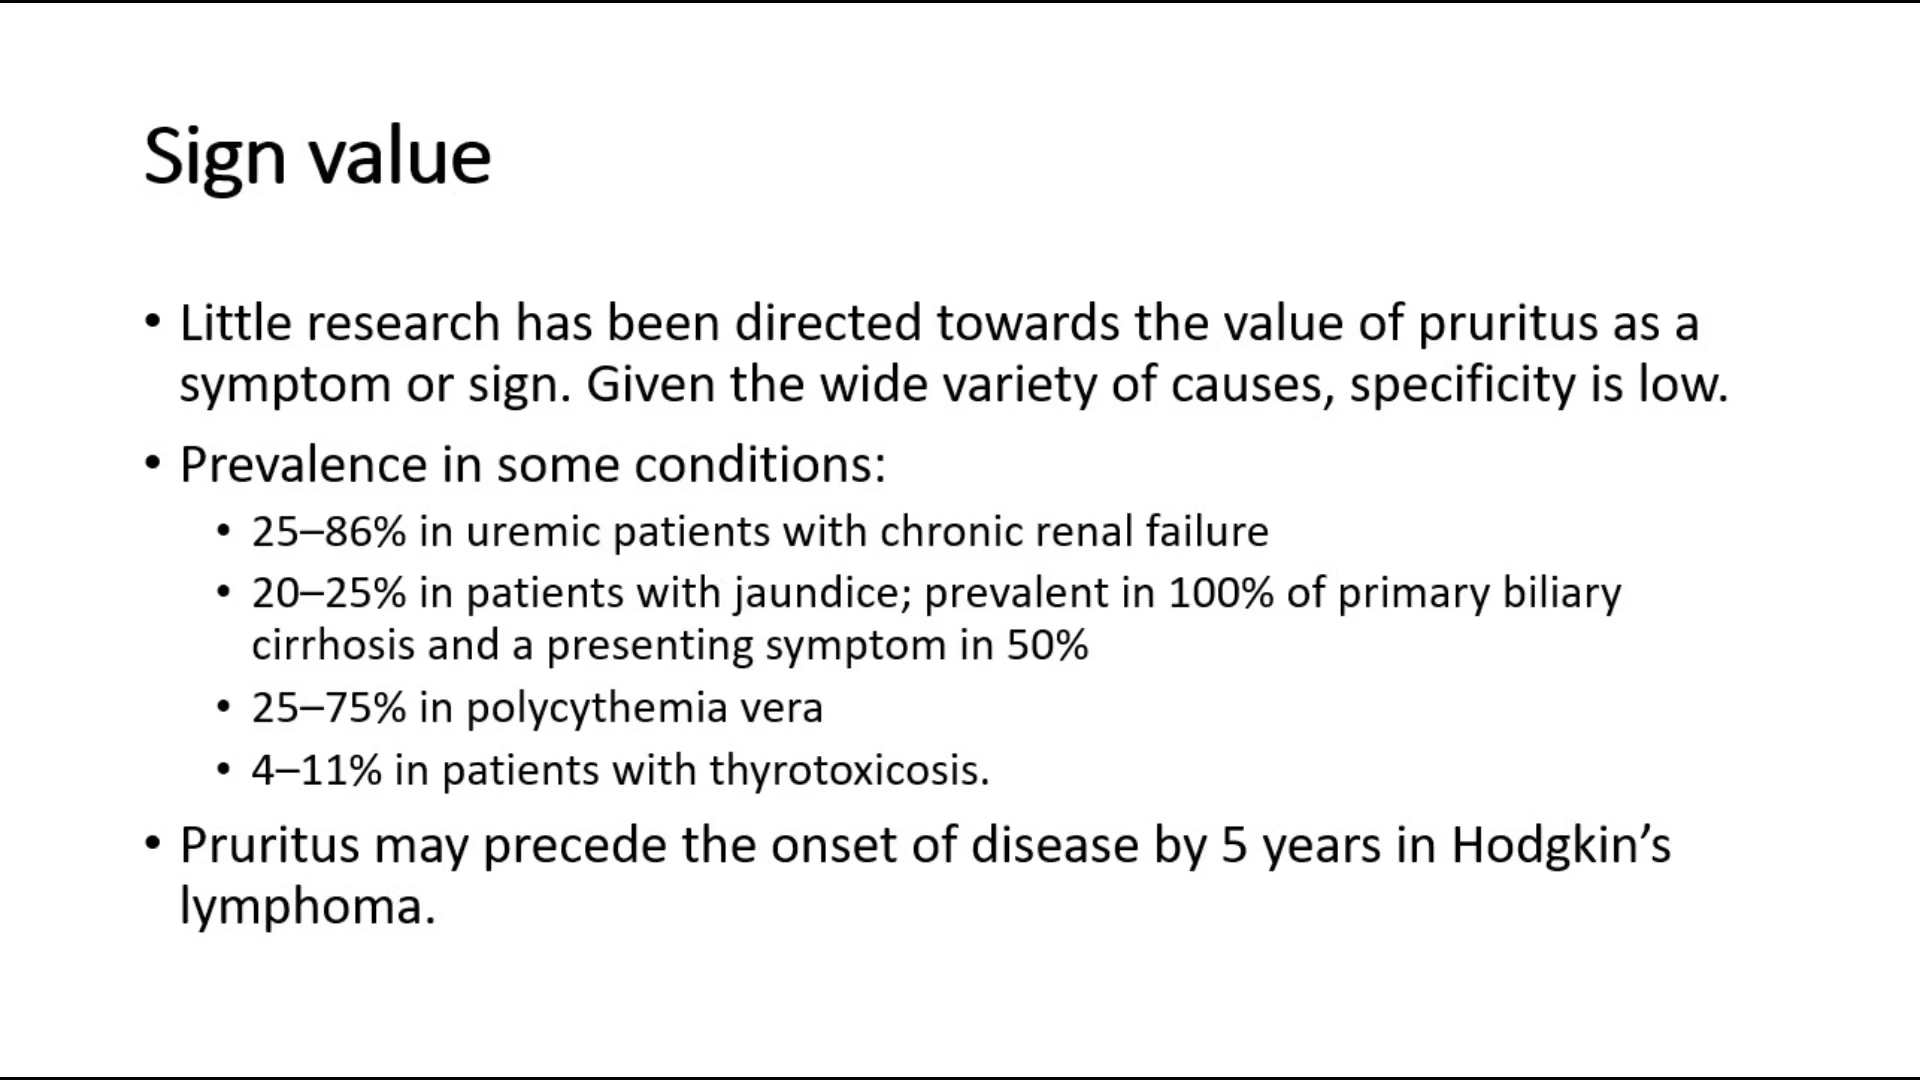 Sign value
• Little research has been directed towards the value of pruritus as a
symptom or sign. Given the wide variety of causes, specificity is low.
• Prevalence in some conditions:
• 25–86% in uremic patients with chronic renal failure
• 20–25% in patients with jaundice; prevalent in 100% of primary biliary
cirrhosis and a presenting symptom in 50%
• 25–75% in polycythemia vera
• 4–11% in patients with thyrotoxicosis.
• Pruritus may precede the onset of disease by 5 years in Hodgkin’s
lymphoma.